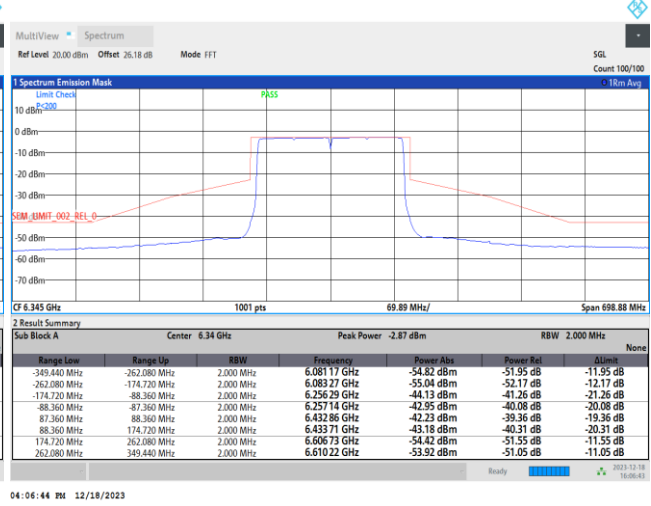 MultiView Spectrum
Ref Level 20.00 dBm Offset 26.18 dB Mode FFT SGL
Count 100/100
1 Spectrum Emission Mask 1Rm Avg
Limit Check PASS
P<200
10 dBm
0 dBm
-10 dBm
-20 dBm
-30 dBm
SEM_LIMIT_002_REL_0
-50 dBm
-60 dBm
-70 dBm
CF 6.345 GHz 1001 pts 69.89 MHz/ Span 698.88 MHz
2 Result Summary
Sub Block A Center 6.34 GHz Peak Power -2.87 dBm RBW 2.000 MHz
None
Range Low Range Up RBW Frequency Power Abs Power Rel ΔLimit
-349.440 MHz -262.080 MHz 2.000 MHz 6.081 17 GHz -54.82 dBm -51.95 dB -11.95 dB
-262.080 MHz -174.720 MHz 2.000 MHz 6.083 27 GHz -55.04 dBm -52.17 dB -12.17 dB
-174.720 MHz -88.360 MHz 2.000 MHz 6.256 29 GHz -44.13 dBm -41.26 dB -21.26 dB
-88.360 MHz -87.360 MHz 2.000 MHz 6.257 14 GHz -42.95 dBm -40.08 dB -20.08 dB
87.360 MHz 88.360 MHz 2.000 MHz 6.432 86 GHz -42.23 dBm -39.36 dB -19.36 dB
88.360 MHz 174.720 MHz 2.000 MHz 6.433 71 GHz -43.18 dBm -40.31 dB -20.31 dB
174.720 MHz 262.080 MHz 2.000 MHz 6.606 73 GHz -54.42 dBm -51.55 dB -11.55 dB
262.080 MHz 349.440 MHz 2.000 MHz 6.610 22 GHz -53.92 dBm -51.05 dB -11.05 dB
Ready 2023-12-18
16:06:43
04:06:44 PM 12/18/2023